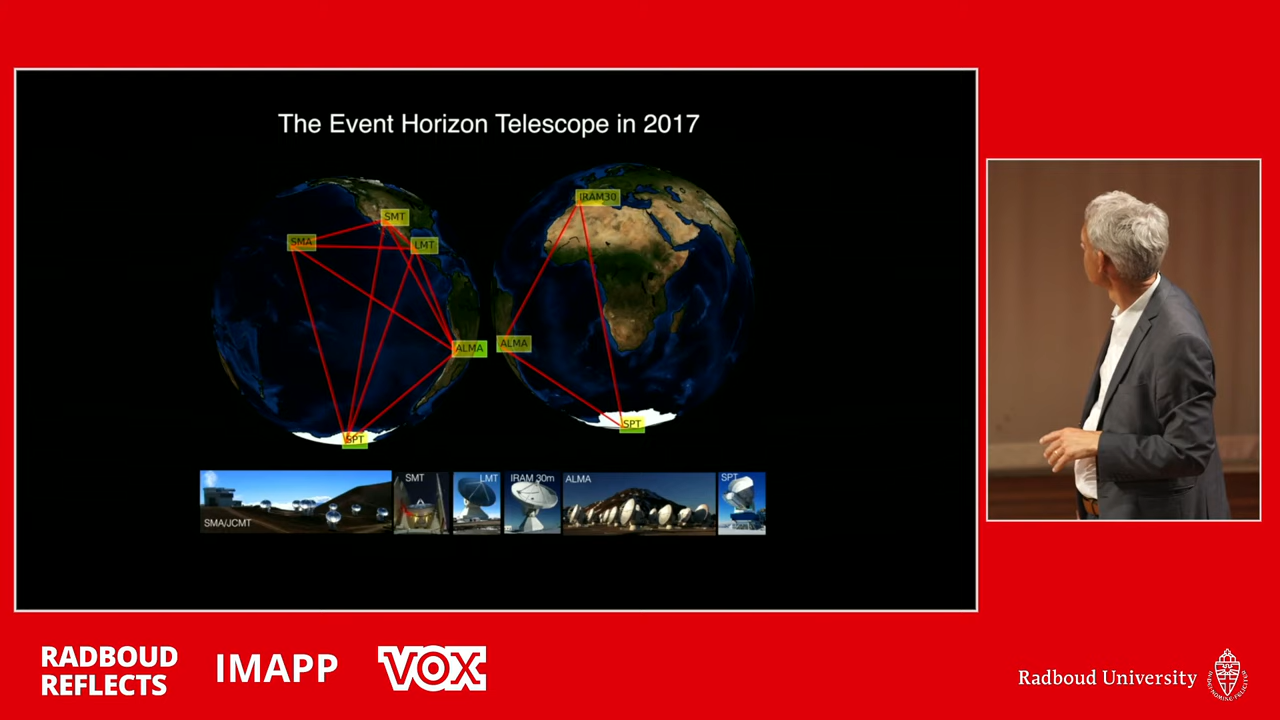 The Event Horizon Telescope in 2017
SMT
SMA
LMT
ALMA
SPT
IRAM30
ALMA
SPT
SMA/JCMT
SMT
LMT
IRAM 30m
ALMA
SPT
RADBOUD
REFLECTS
IMAPP
VOX
Radboud University